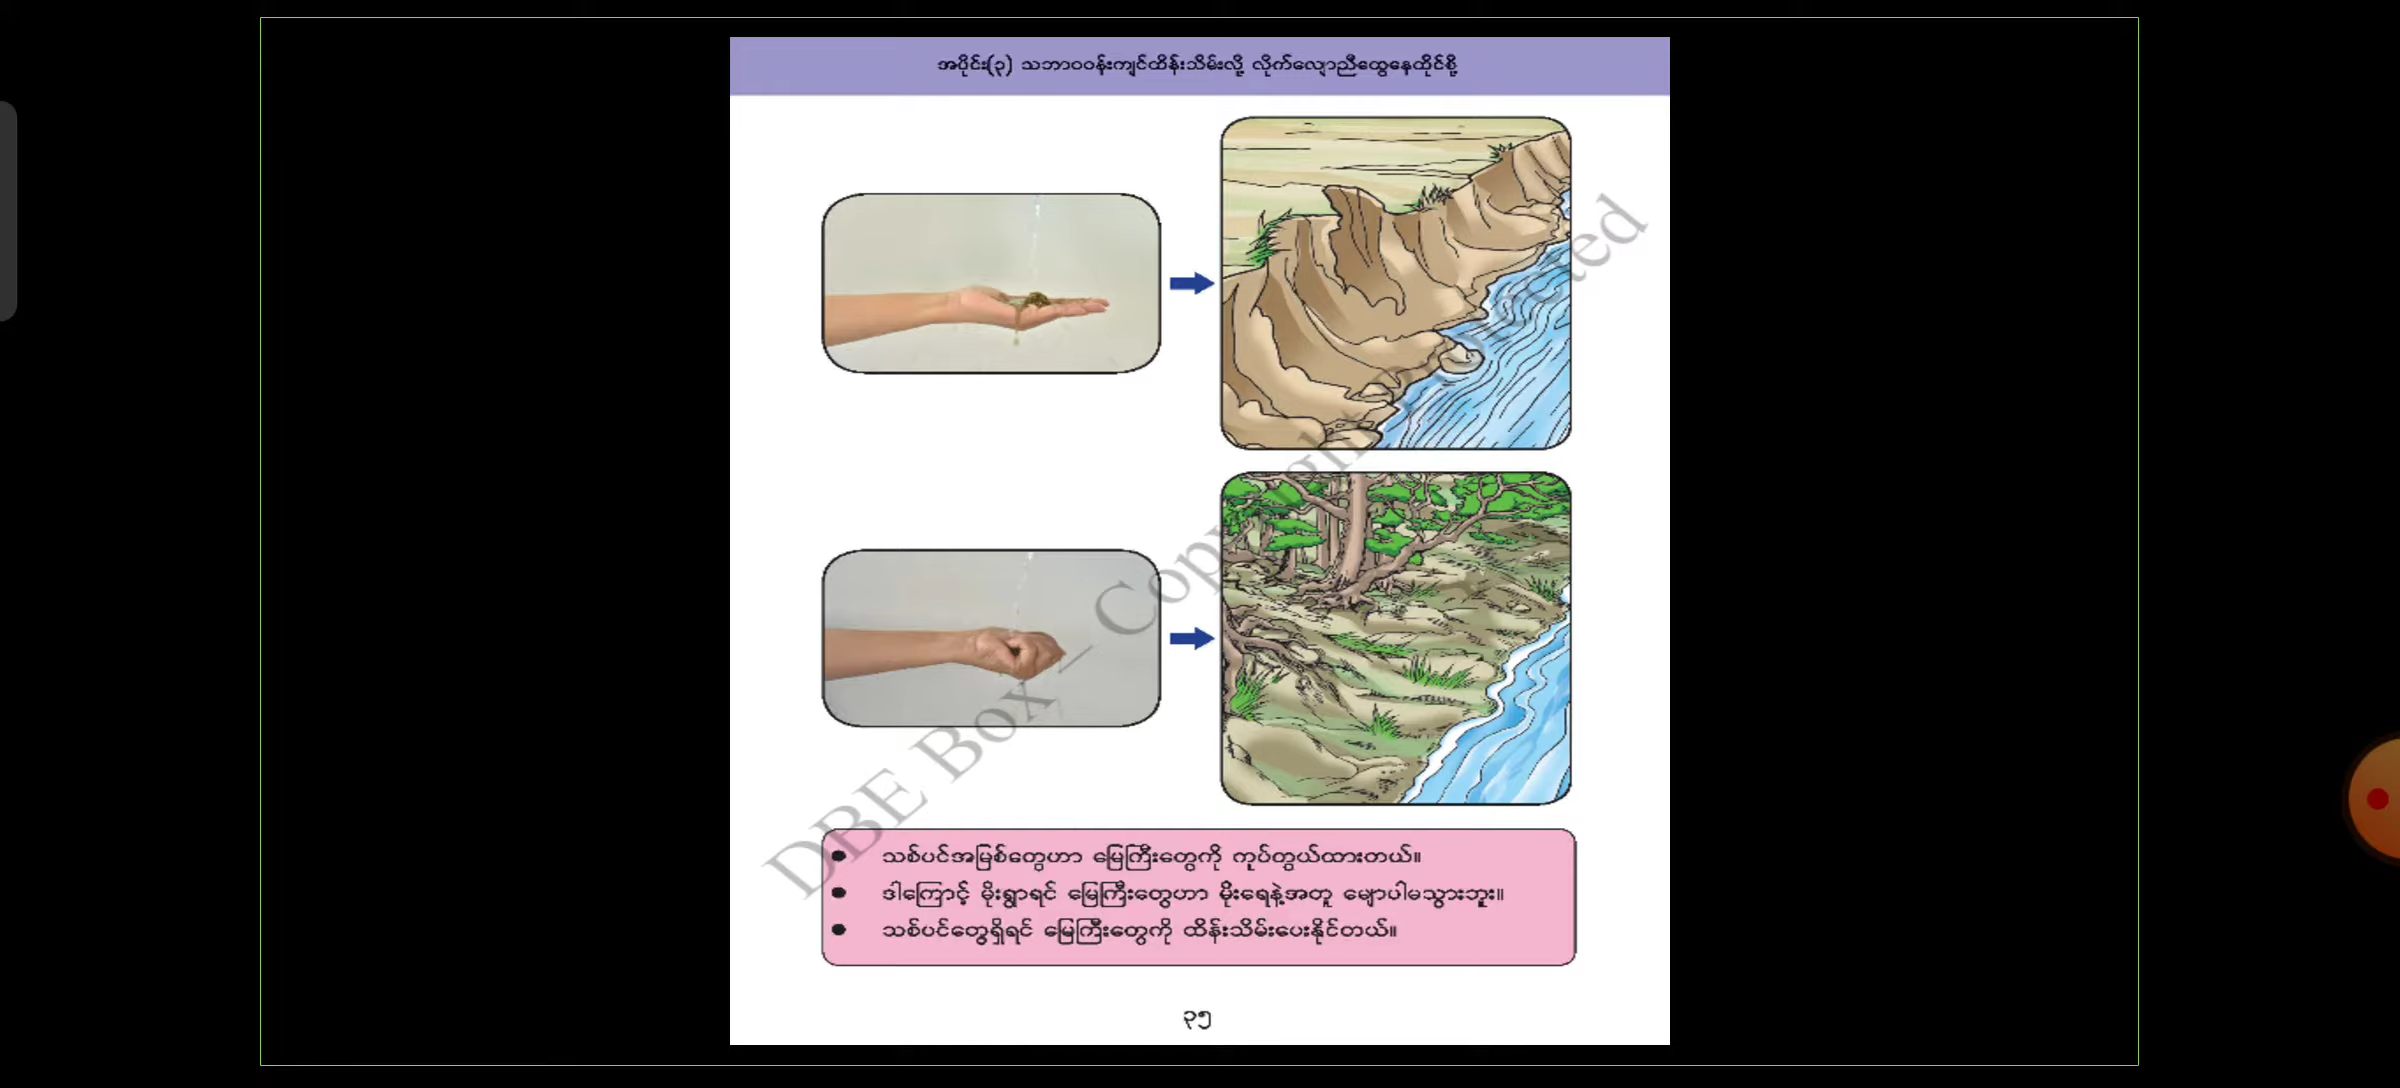 အပိုင်း(၃) သဘာဝဝန်းကျင်ထိန်းသိမ်းလို့ လိုက်လျောညီထွေနေထိုင်စို့
DBE Box – Copyright Protected
● သစ်ပင်အမြစ်တွေဟာ မြေကြီးတွေကို ကုပ်တွယ်ထားတယ်။
● ဒါကြောင့် မိုးရွာရင် မြေကြီးတွေဟာ မိုးရေနဲ့အတူ မျောပါမသွားဘူး။
● သစ်ပင်တွေရှိရင် မြေကြီးတွေကို ထိန်းသိမ်းပေးနိုင်တယ်။
၃၅